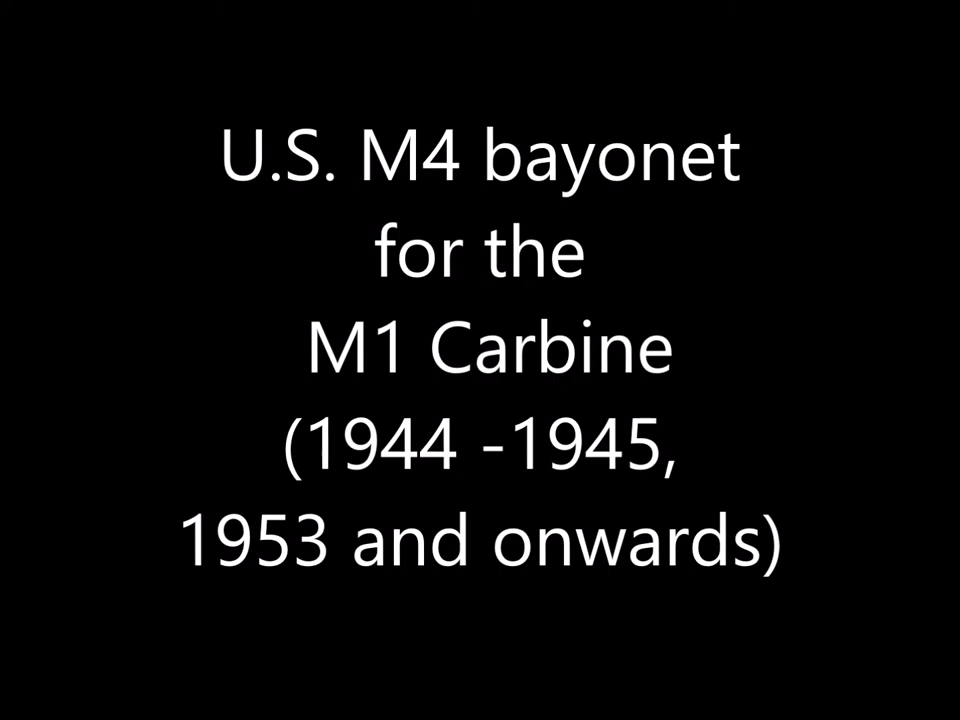 U.S. M4 bayonet
for the
M1 Carbine
(1944 -1945,
1953 and onwards)